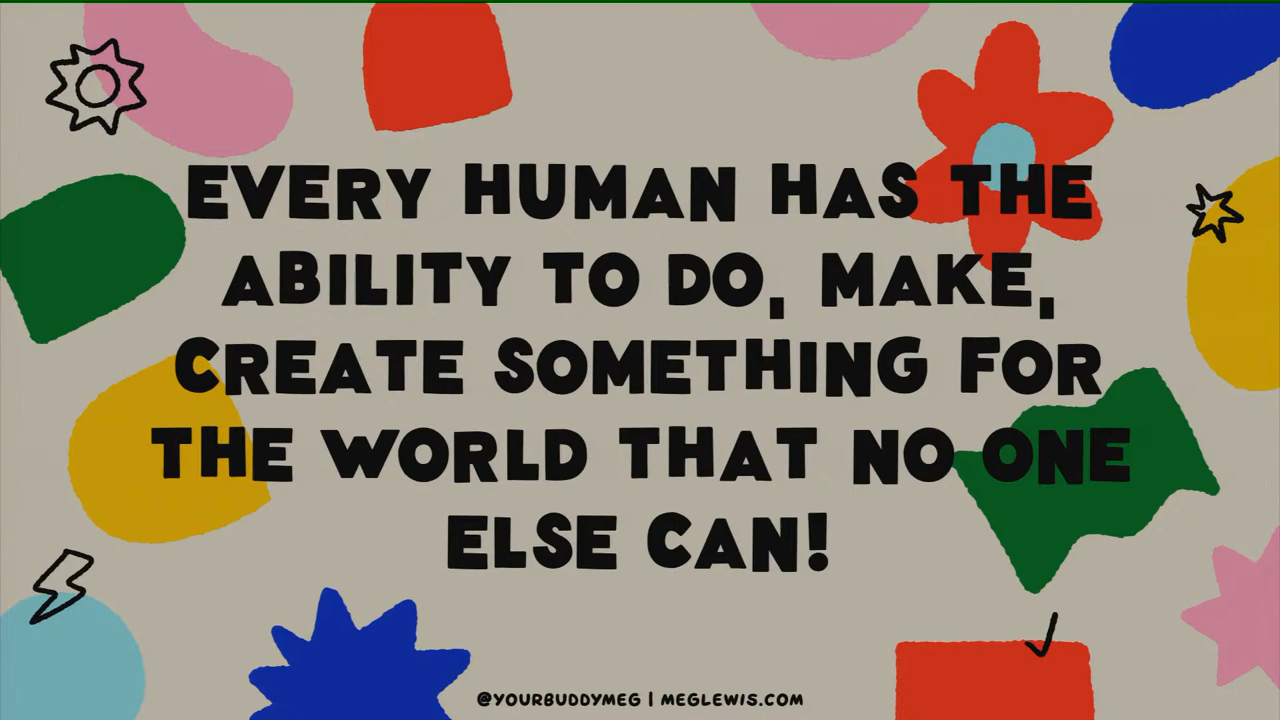 EVERY HUMAN HAS THE
ABILITY TO DO, MAKE,
CREATE SOMETHING FOR
THE WORLD THAT NO ONE
ELSE CAN!
@YOURBUDDYMEG | MEGLEWIS.COM